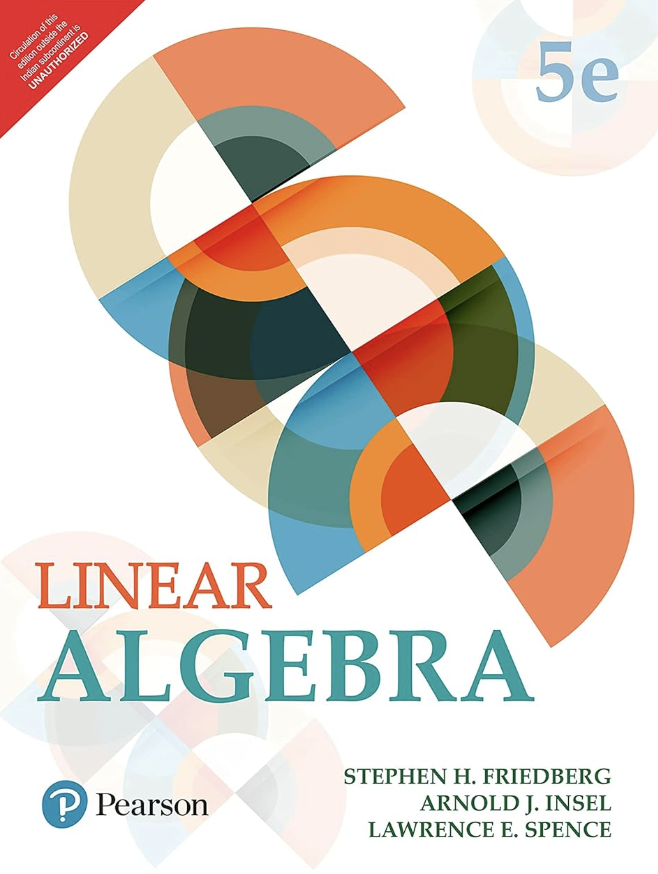 Circulation of this
edition outside the
Indian subcontinent is
UNAUTHORIZED
5e
LINEAR
ALGEBRA
STEPHEN H. FRIEDBERG
ARNOLD J. INSEL
LAWRENCE E. SPENCE
P Pearson